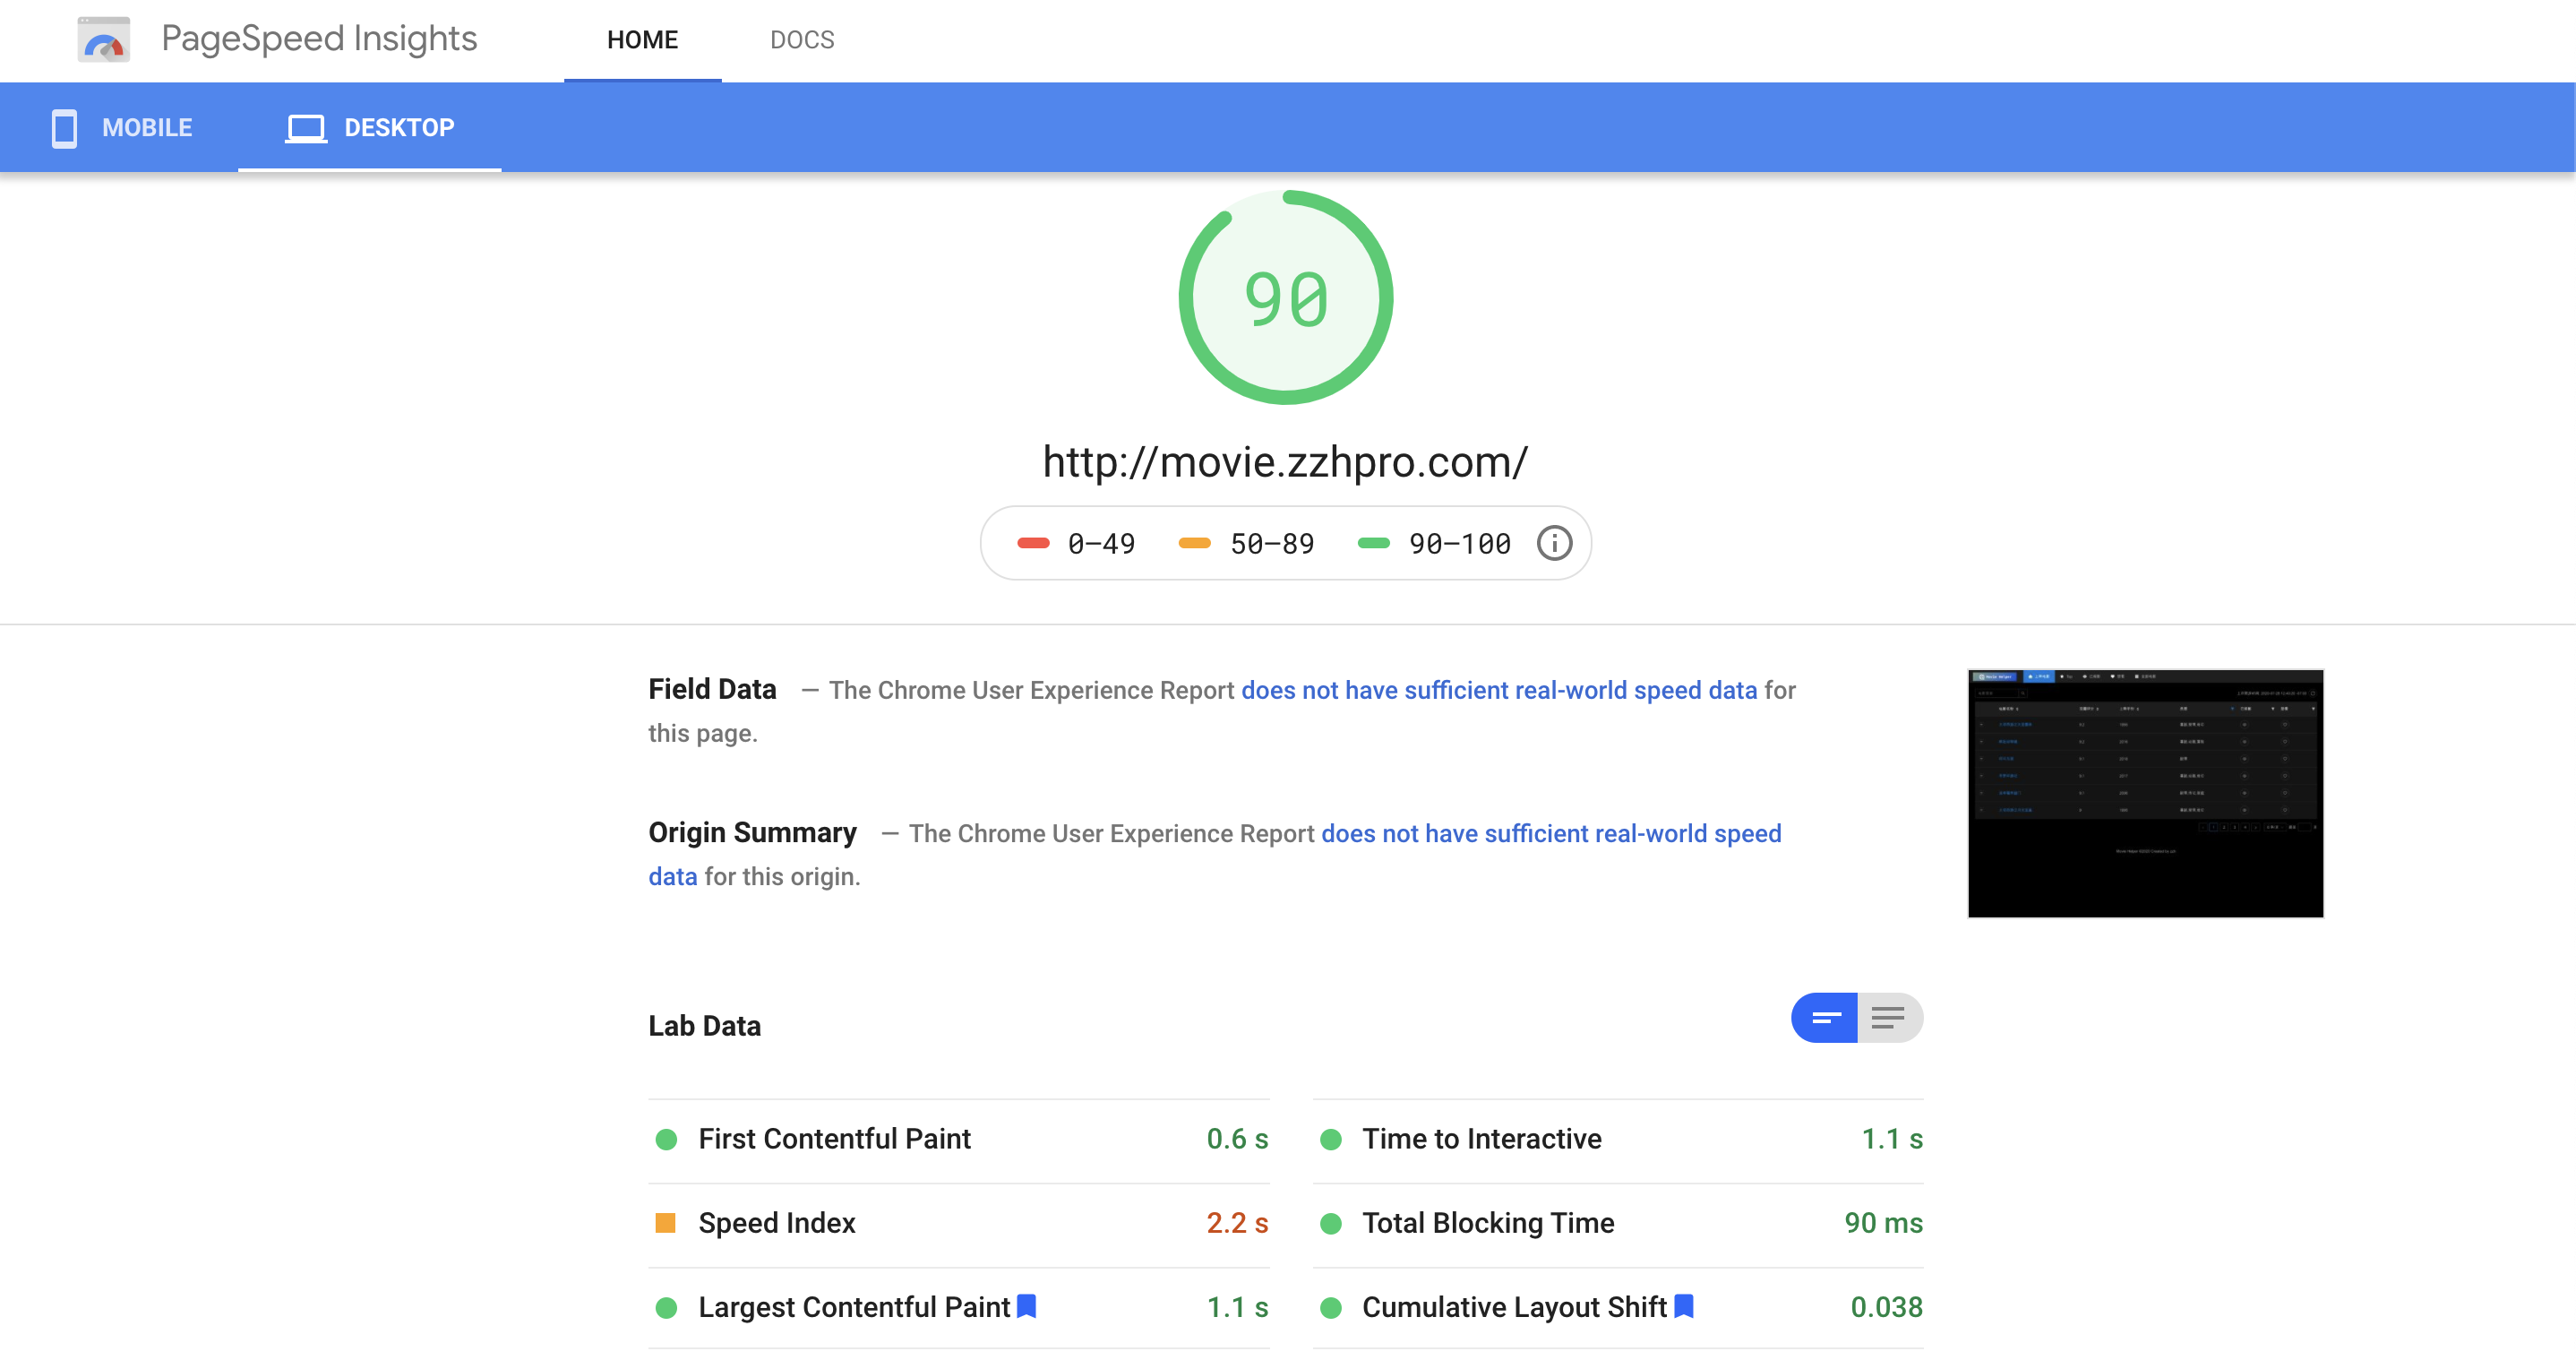 PageSpeed Insights
HOME
DOCS
MOBILE
DESKTOP
90
http://movie.zzhpro.com/
0–49
50–89
90–100
Field Data — The Chrome User Experience Report does not have sufficient real-world speed data for
this page.
Origin Summary — The Chrome User Experience Report does not have sufficient real-world speed
data for this origin.
Lab Data
First Contentful Paint 0.6 s
Time to Interactive 1.1 s
Speed Index 2.2 s
Total Blocking Time 90 ms
Largest Contentful Paint 1.1 s
Cumulative Layout Shift 0.038